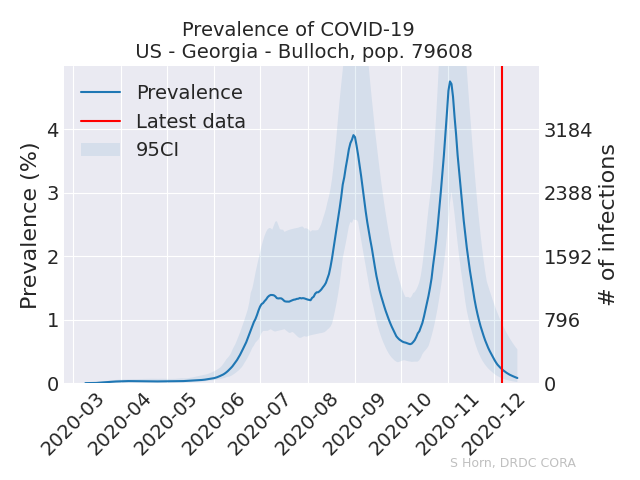 Prevalence of COVID-19
US - Georgia - Bulloch, pop. 79608
Prevalence
Latest data
95CI
Prevalence (%)
4
3
2
1
0
3184
2388
1592
796
0
# of infections
2020-03
2020-04
2020-05
2020-06
2020-07
2020-08
2020-09
2020-10
2020-11
2020-12
S Horn, DRDC CORA